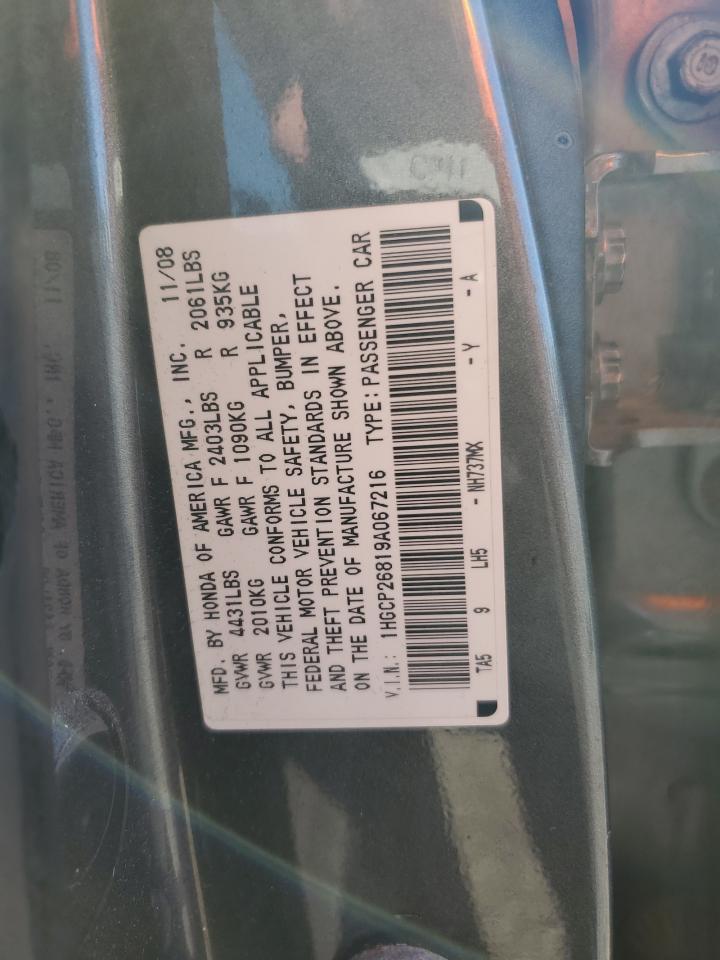 MFD. BY HONDA OF AMERICA MFG., INC. 11/08
GVWR 4431LBS GAWR F 2403LBS R 2061LBS
GVWR 2010KG GAWR F 1090KG R 935KG
THIS VEHICLE CONFORMS TO ALL APPLICABLE
FEDERAL MOTOR VEHICLE SAFETY, BUMPER,
AND THEFT PREVENTION STANDARDS IN EFFECT
ON THE DATE OF MANUFACTURE SHOWN ABOVE.
V.I.N.: 1HGCP26819A067216 TYPE: PASSENGER CAR
TA5 9 LH5 - NH737MX - Y - A